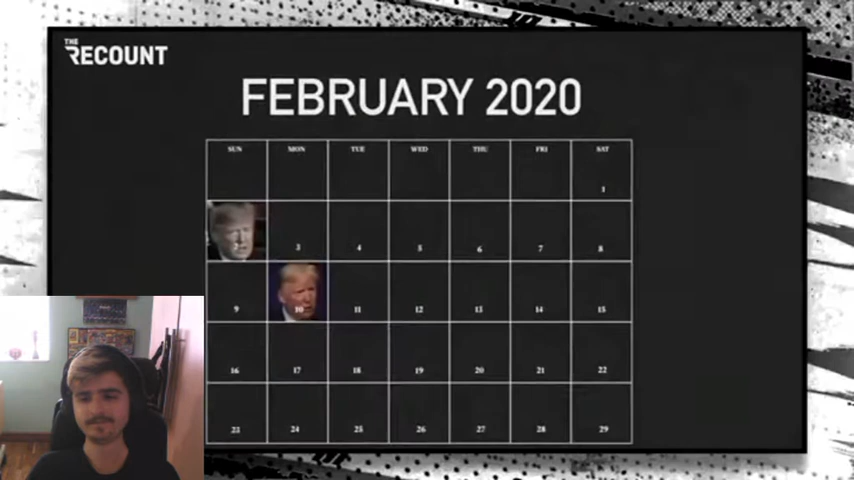 THE
RECOUNT
FEBRUARY 2020
SUN MON TUE WED THU FRI SAT
1
2 3 4 5 6 7 8
9 10 11 12 13 14 15
16 17 18 19 20 21 22
23 24 25 26 27 28 29